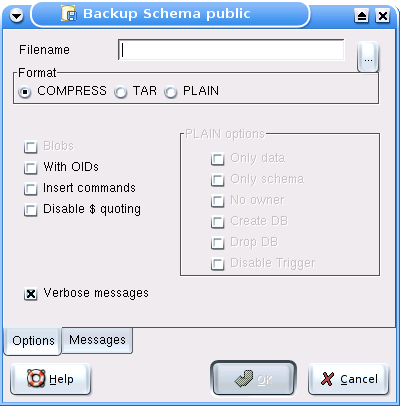 Backup Schema public
Filename
...
Format
COMPRESS TAR PLAIN
Blobs
With OIDs
Insert commands
Disable $ quoting
PLAIN options
Only data
Only schema
No owner
Create DB
Drop DB
Disable Trigger
Verbose messages
Options Messages
Help OK Cancel